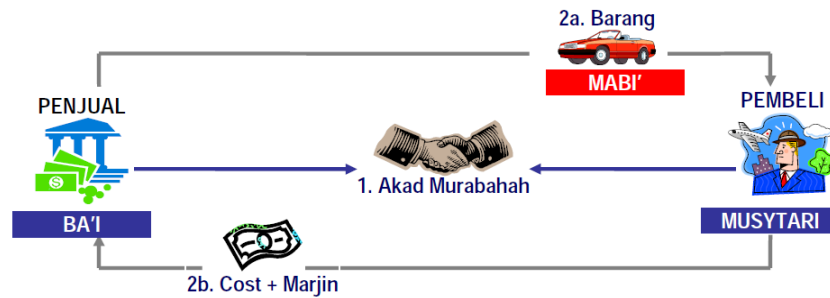 2a. Barang
MABI'
PENJUAL
PEMBELI
1. Akad Murabahah
BA'I
MUSYTARI
2b. Cost + Marjin